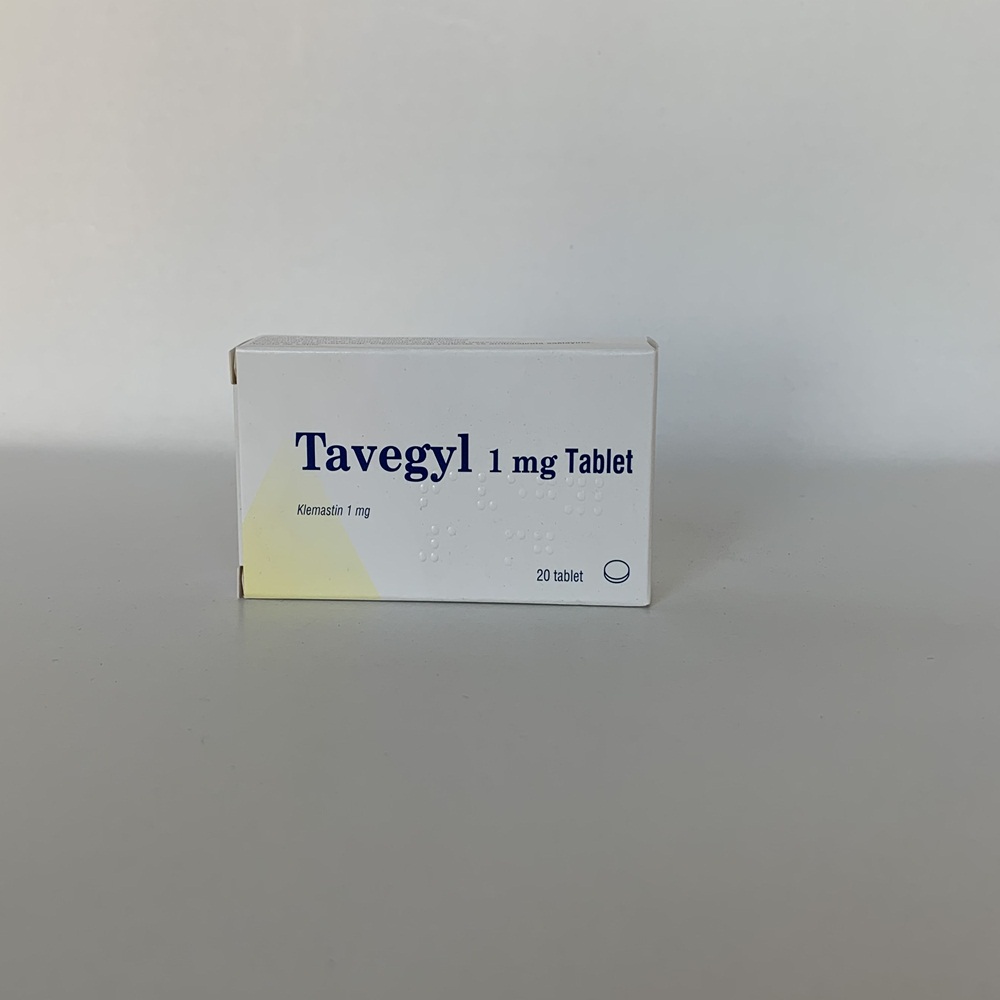 Tavegyl 1 mg Tablet
Klemastin 1 mg
20 tablet